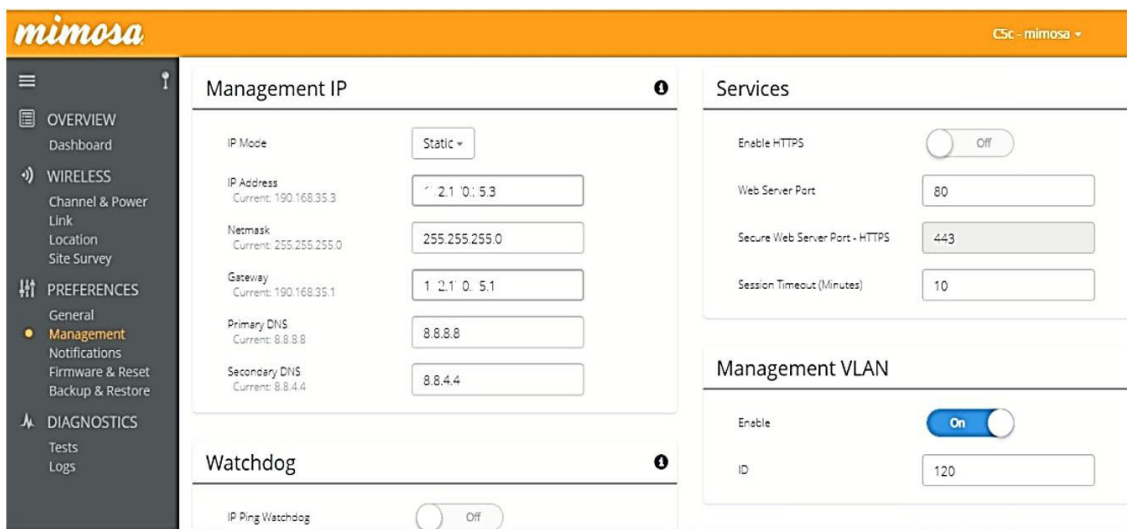 mimosa
C5c - mimosa
OVERVIEW
Dashboard
WIRELESS
Channel & Power
Link
Location
Site Survey
PREFERENCES
General
Management
Notifications
Firmware & Reset
Backup & Restore
DIAGNOSTICS
Tests
Logs
Management IP
IP Mode
Static
IP Address
Current: 190.168.35.3
Netmask
Current: 255.255.255.0
255.255.255.0
Gateway
Current: 190.168.35.1
Primary DNS
Current: 8.8.8.8
8.8.8.8
Secondary DNS
Current: 8.8.4.4
8.8.4.4
Watchdog
IP Ping Watchdog
Off
Services
Enable HTTPS
Off
Web Server Port
80
Secure Web Server Port - HTTPS
443
Session Timeout (Minutes)
10
Management VLAN
Enable
On
ID
120